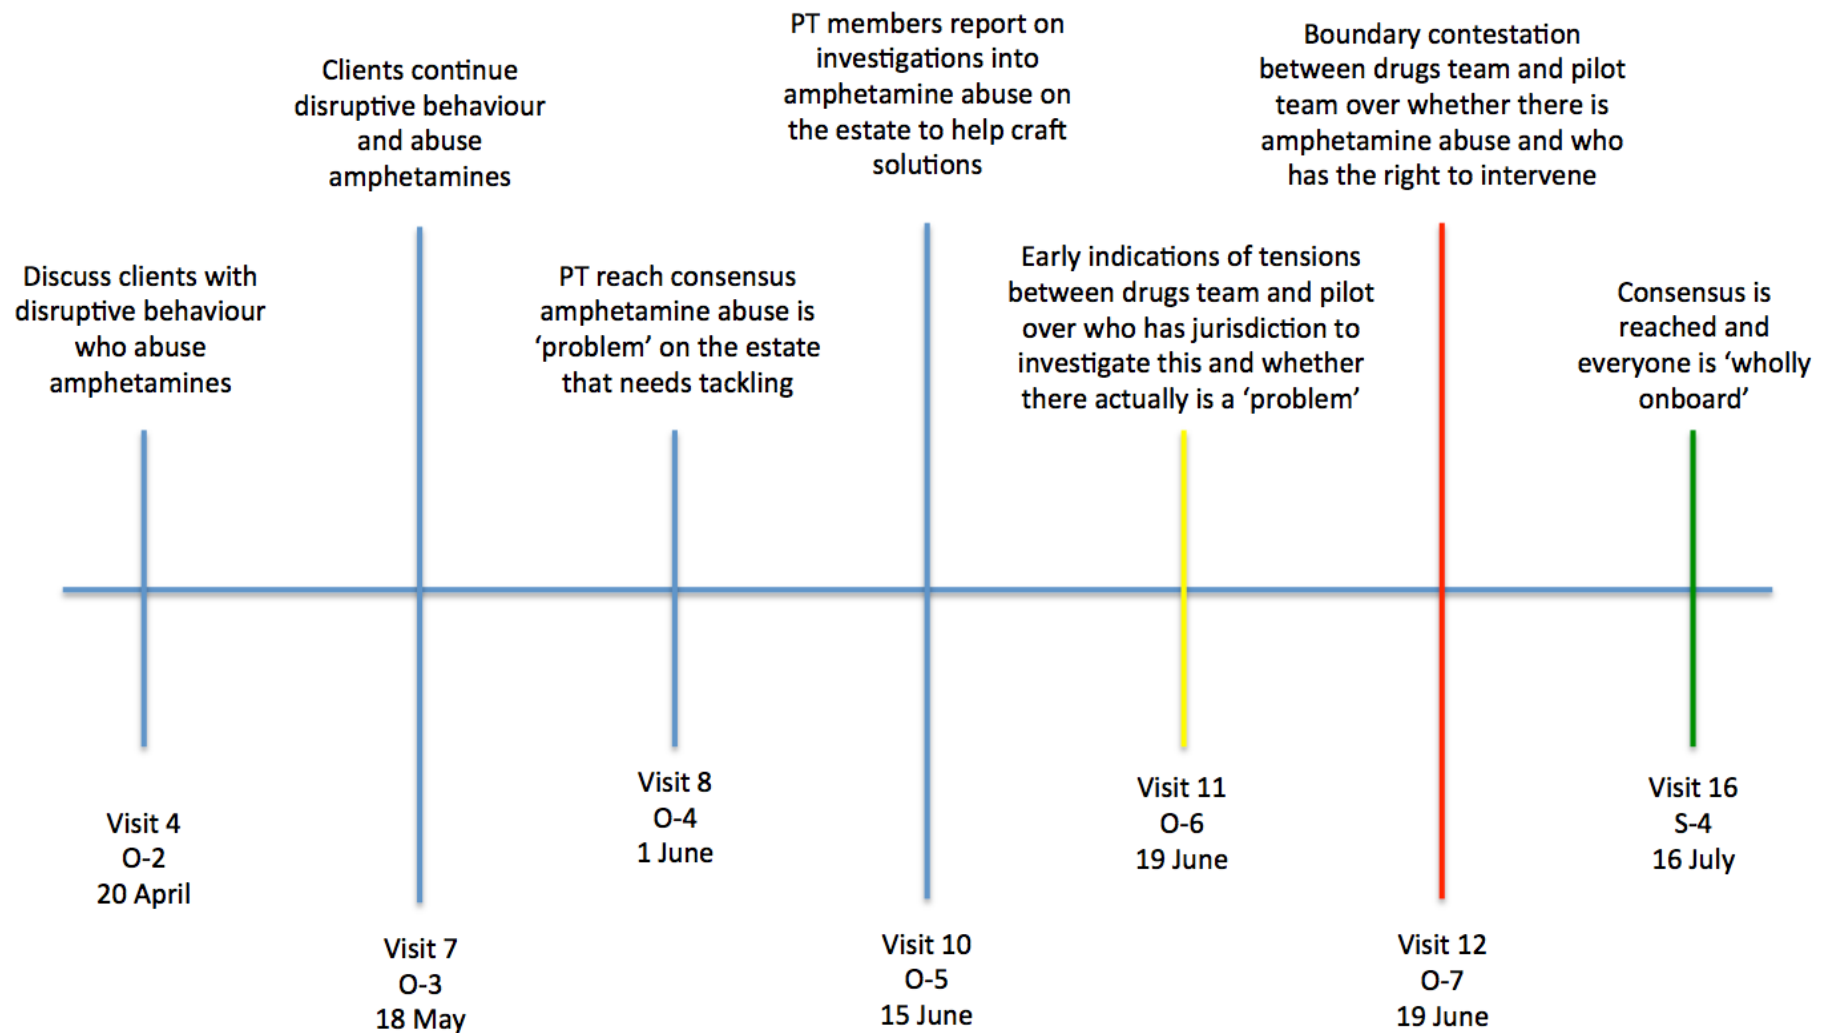 Discuss clients with
disruptive behaviour
who abuse
amphetamines
Visit 4
O-2
20 April
Clients continue
disruptive behaviour
and abuse
amphetamines
Visit 7
O-3
18 May
PT reach consensus
amphetamine abuse is
‘problem’ on the estate
that needs tackling
Visit 8
O-4
1 June
PT members report on
investigations into
amphetamine abuse on
the estate to help craft
solutions
Visit 10
O-5
15 June
Early indications of tensions
between drugs team and pilot
over who has jurisdiction to
investigate this and whether
there actually is a ‘problem’
Visit 11
O-6
19 June
Boundary contestation
between drugs team and pilot
team over whether there is
amphetamine abuse and who
has the right to intervene
Visit 12
O-7
19 June
Consensus is
reached and
everyone is ‘wholly
onboard’
Visit 16
S-4
16 July